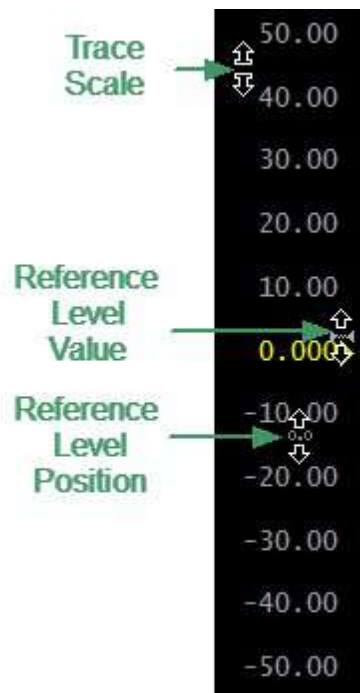 Trace
Scale
50.00
40.00
30.00
20.00
10.00
Reference
Level
Value
0.000
Reference
Level
Position
-10.00
-20.00
-30.00
-40.00
-50.00